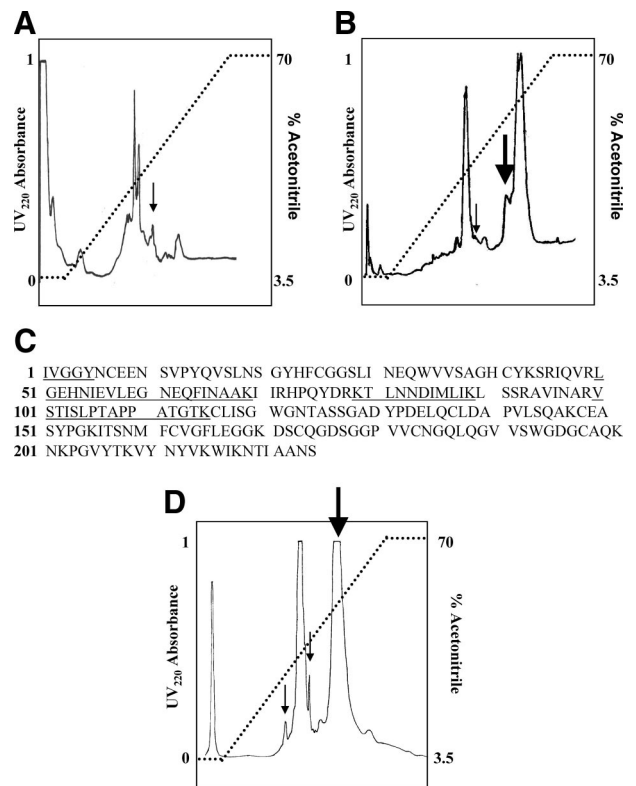 A
B
1
70
1
70
UV220 Absorbance
% Acetonitrile
UV220 Absorbance
% Acetonitrile
0
3.5
0
3.5
C
1 IVGGYNCEEN SVPYQVSLNS GYHFCGGSLI NEQWVVSAGH CYKSRIQVRL
51 GEHNIEVLEG NEQFINAAKI IRHPQYDRKT LNNDIMLIKL SSRAVINARV
101 STISLPTAPP ATGTKCLISG WGNTASSGAD YPDELQCLDA PVLSQAKCEA
151 SYPGKITSNM FCVGFLEGGK DSCQGDSGGP VVCNGQLQGV VSWGDGCAQK
201 NKPGVYTKVY NYVKWIKNTI AANS
D
1
70
UV220 Absorbance
% Acetonitrile
0
3.5